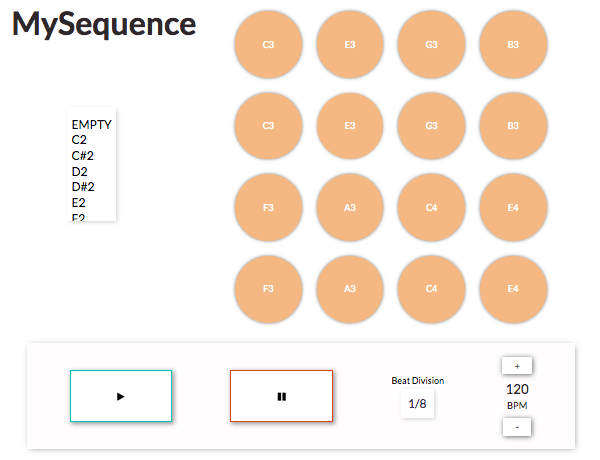 MySequence
C3 E3 G3 B3
C3 E3 G3 B3
F3 A3 C4 E4
F3 A3 C4 E4
EMPTY
C2
C#2
D2
D#2
E2
F2
Beat Division
1/8
+
120
BPM
-